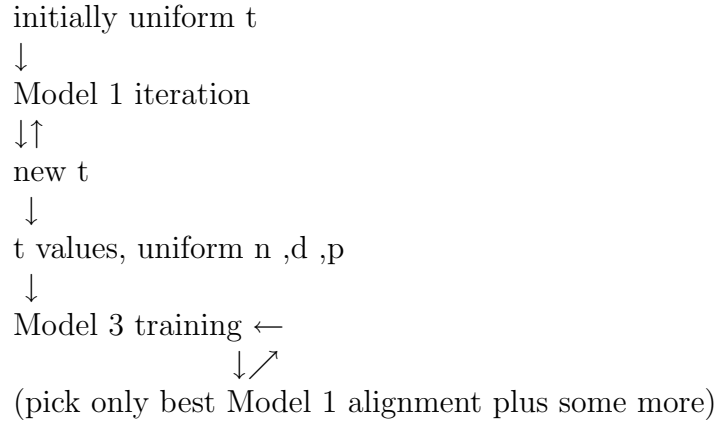 initially uniform t
↓
Model 1 iteration
↓↑
new t
↓
t values, uniform n ,d ,p
↓
Model 3 training ←
↓↗
(pick only best Model 1 alignment plus some more)